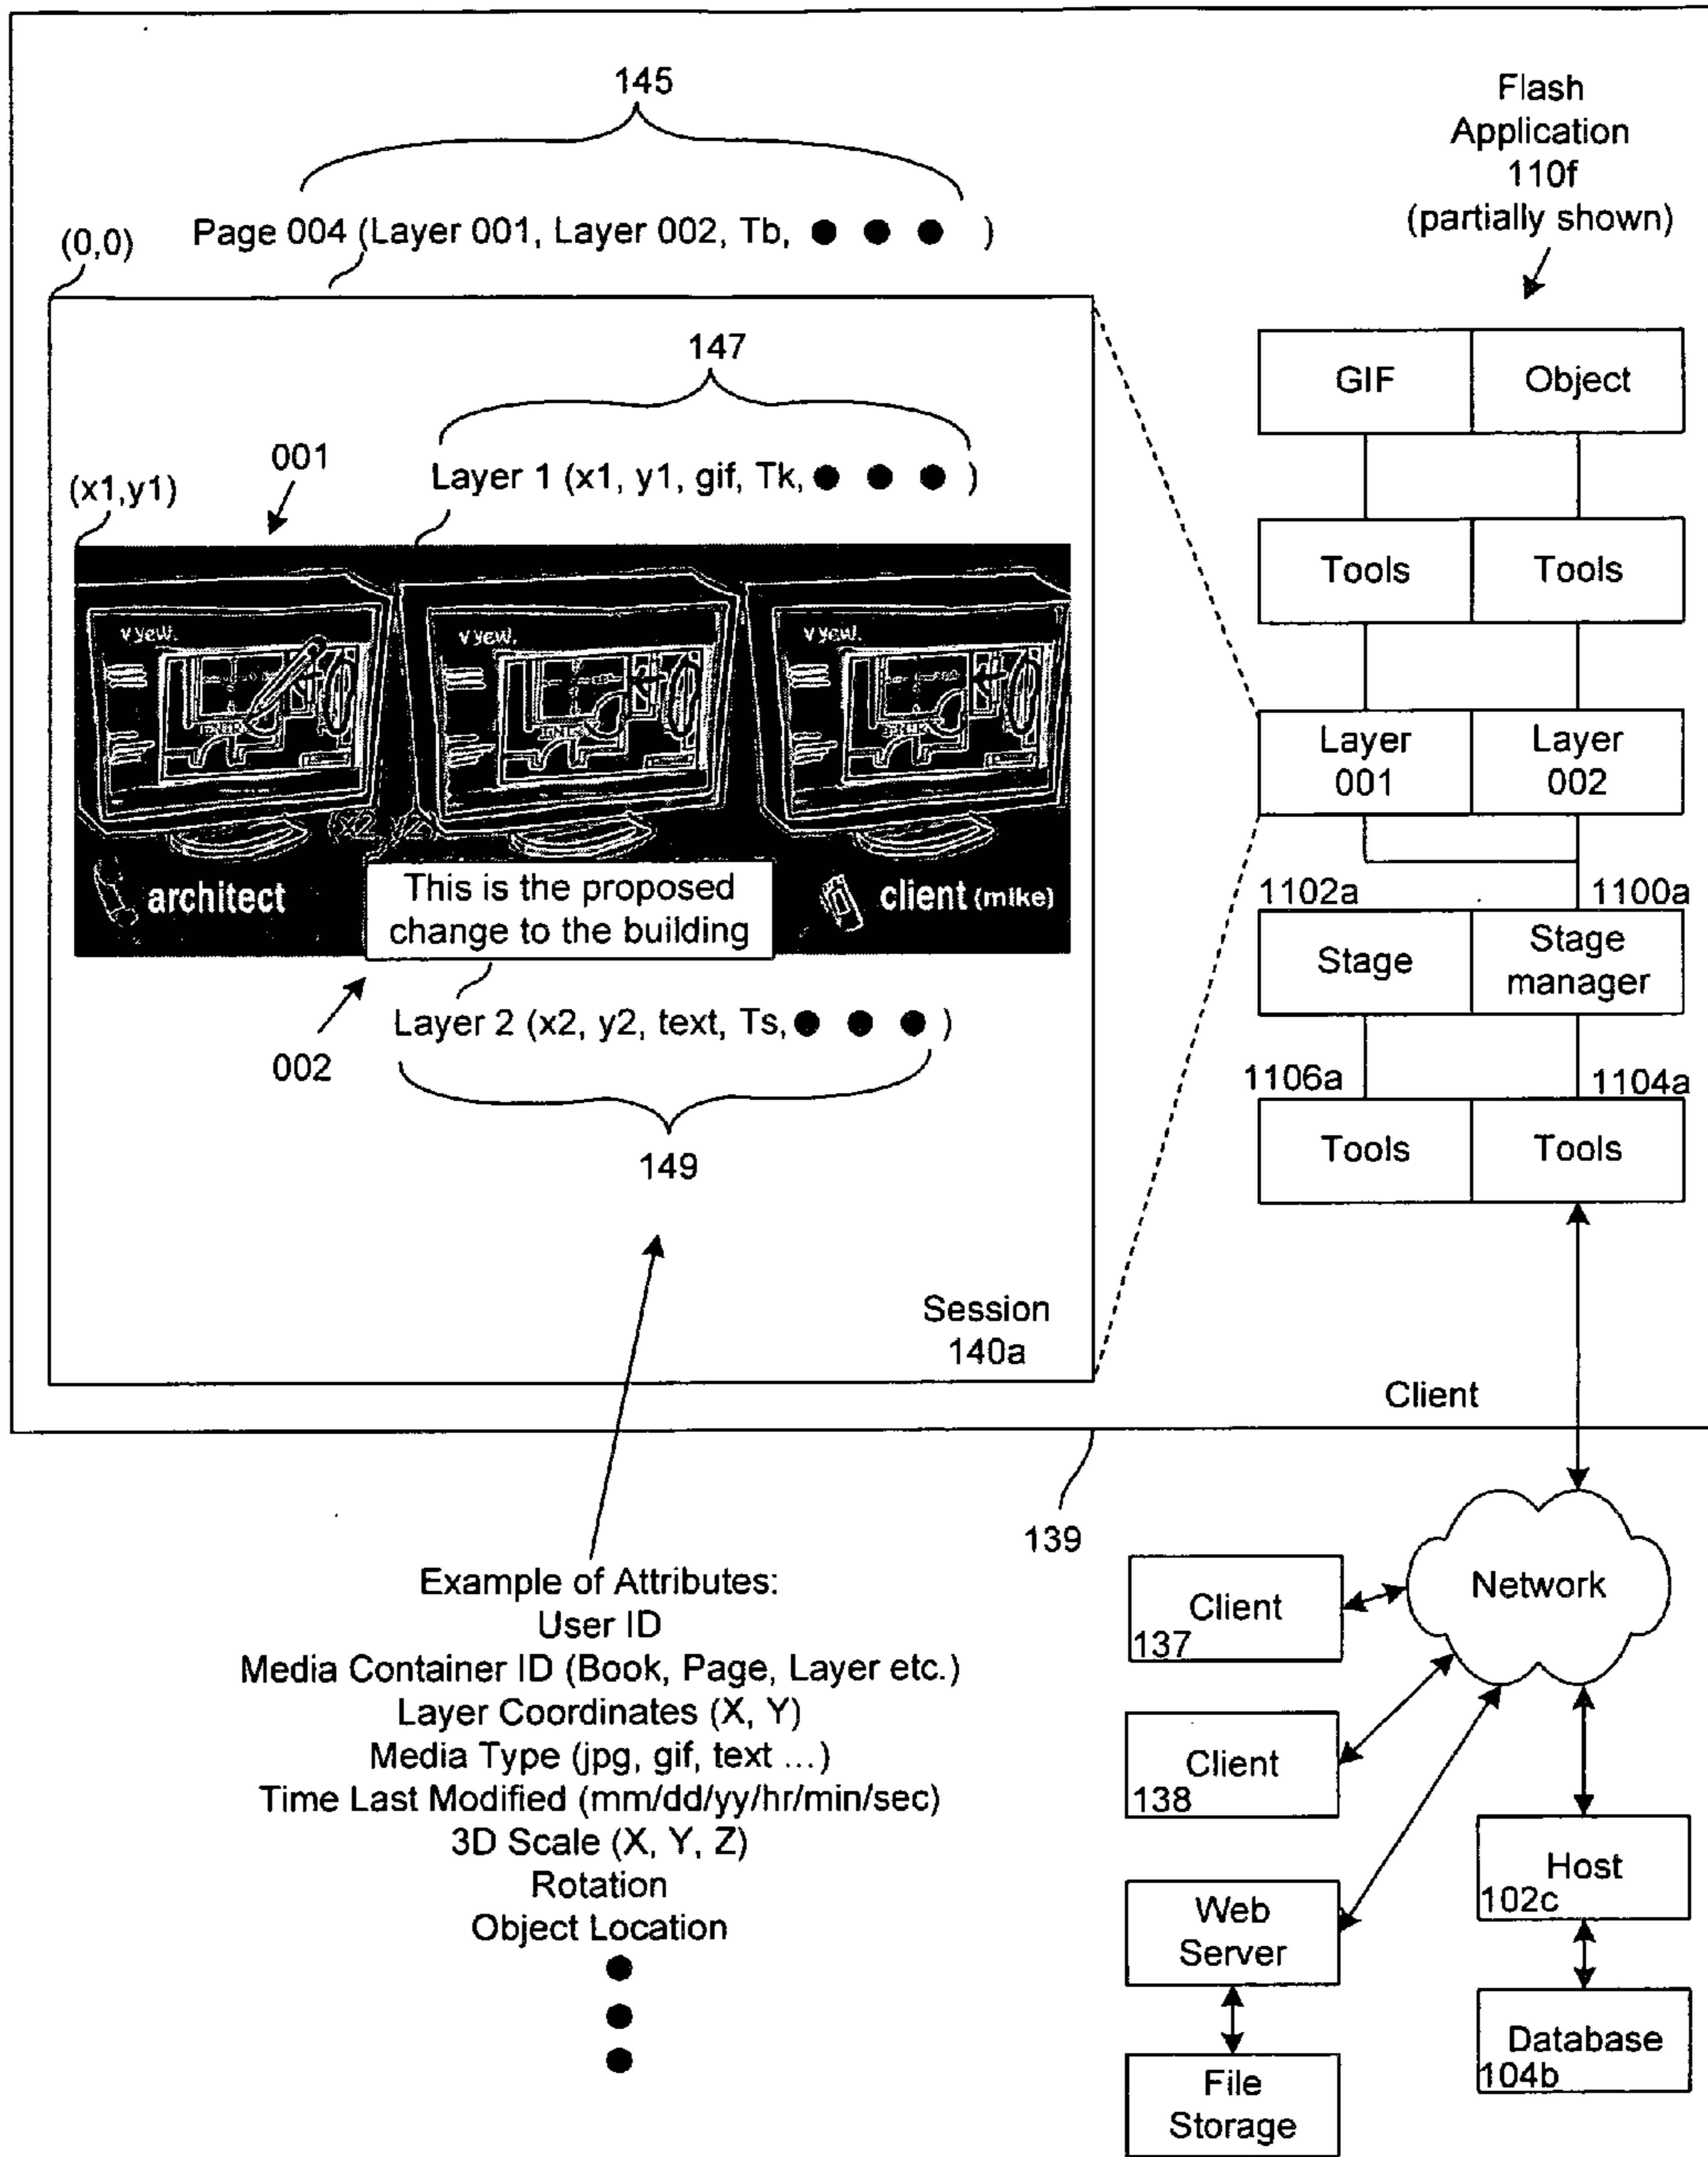 145
Flash
Application
110f
(partially shown)
(0,0)
Page 004 (Layer 001, Layer 002, Tb, ● ● ● )
147
GIF
Object
001
(x1,y1)
Layer 1 (x1, y1, gif, Tk, ● ● ● )
Tools
Tools
vyew.
vyew.
vyew.
Layer
001
Layer
002
(x2, y2)
architect
client (mike)
This is the proposed
change to the building
1102a
1100a
Stage
Stage
manager
Layer 2 (x2, y2, text, Ts, ● ● ● )
002
1106a
1104a
149
Tools
Tools
Session
140a
Client
139
Example of Attributes:
User ID
Media Container ID (Book, Page, Layer etc.)
Layer Coordinates (X, Y)
Media Type (jpg, gif, text ...)
Time Last Modified (mm/dd/yy/hr/min/sec)
3D Scale (X, Y, Z)
Rotation
Object Location
●
●
●
Network
Client
137
Client
138
Host
102c
Web
Server
Database
104b
File
Storage